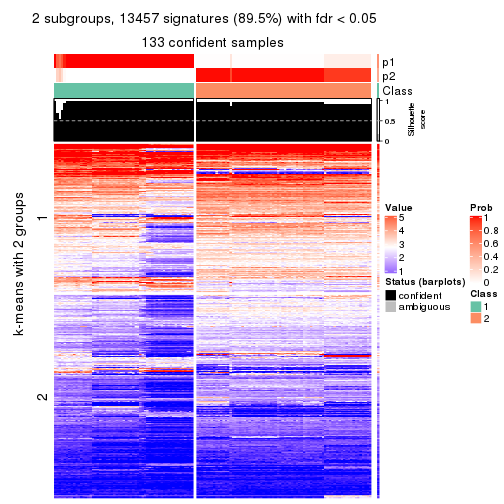 2 subgroups, 13457 signatures (89.5%) with fdr < 0.05
133 confident samples
p1
p2
Class
1
0.5
0
Silhouette
score
k-means with 2 groups
1
2
Value
5
4
3
2
1
Status (barplots)
confident
ambiguous
Prob
1
0.8
0.6
0.4
0.2
0
Class
1
2